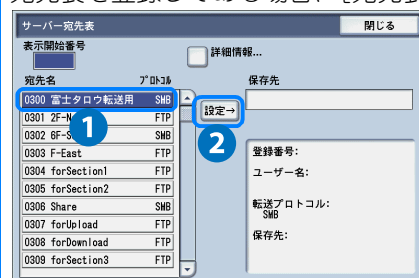 サーバー宛先表
閉じる
表示開始番号
詳細情報...
宛先名 プロトコル
保存先
0300 富士タロウ転送用 SMB
0301 2F-N FTP
0302 6F-S
0303 F-East FTP
0304 forSection1 FTP
0305 forSection2 FTP
0306 Share SMB
0307 forUpload FTP
0308 forDownload FTP
0309 forSection3 FTP
1
設定→
2
登録番号:
ユーザー名:
転送プロトコル:
SMB
保存先: